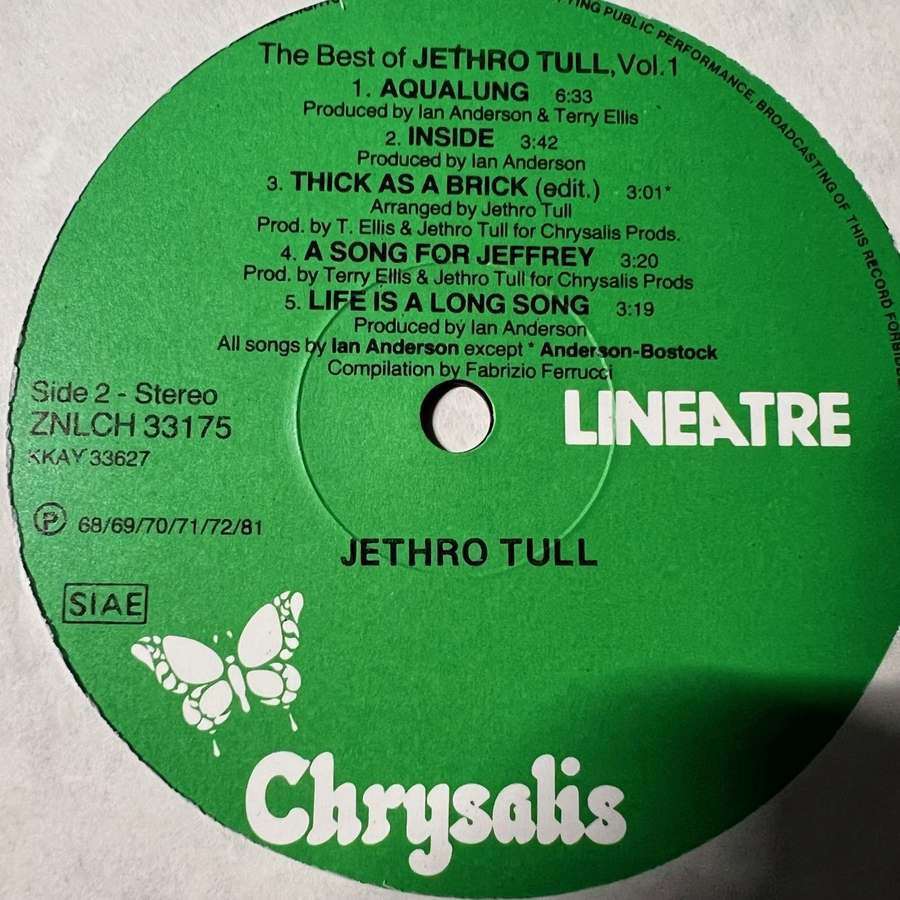 YING PUBLIC PERFORMANCE, BROADCASTING OF THIS RECORD FORBID
The Best of JETHRO TULL, Vol.1
1. AQUALUNG 6:33
Produced by Ian Anderson & Terry Ellis
2. INSIDE 3:42
Produced by Ian Anderson
3. THICK AS A BRICK (edit.) 3:01*
Arranged by Jethro Tull
Prod. by T. Ellis & Jethro Tull for Chrysalis Prods.
4. A SONG FOR JEFFREY 3:20
Prod. by Terry Ellis & Jethro Tull for Chrysalis Prods
5. LIFE IS A LONG SONG 3:19
Produced by Ian Anderson
All songs by Ian Anderson except * Anderson-Bostock
Compilation by Fabrizio Ferrucci
Side 2 - Stereo
ZNLCH 33175
KKAY 33627
LINEATRE
℗ 68/69/70/71/72/81
JETHRO TULL
SIAE
Chrysalis